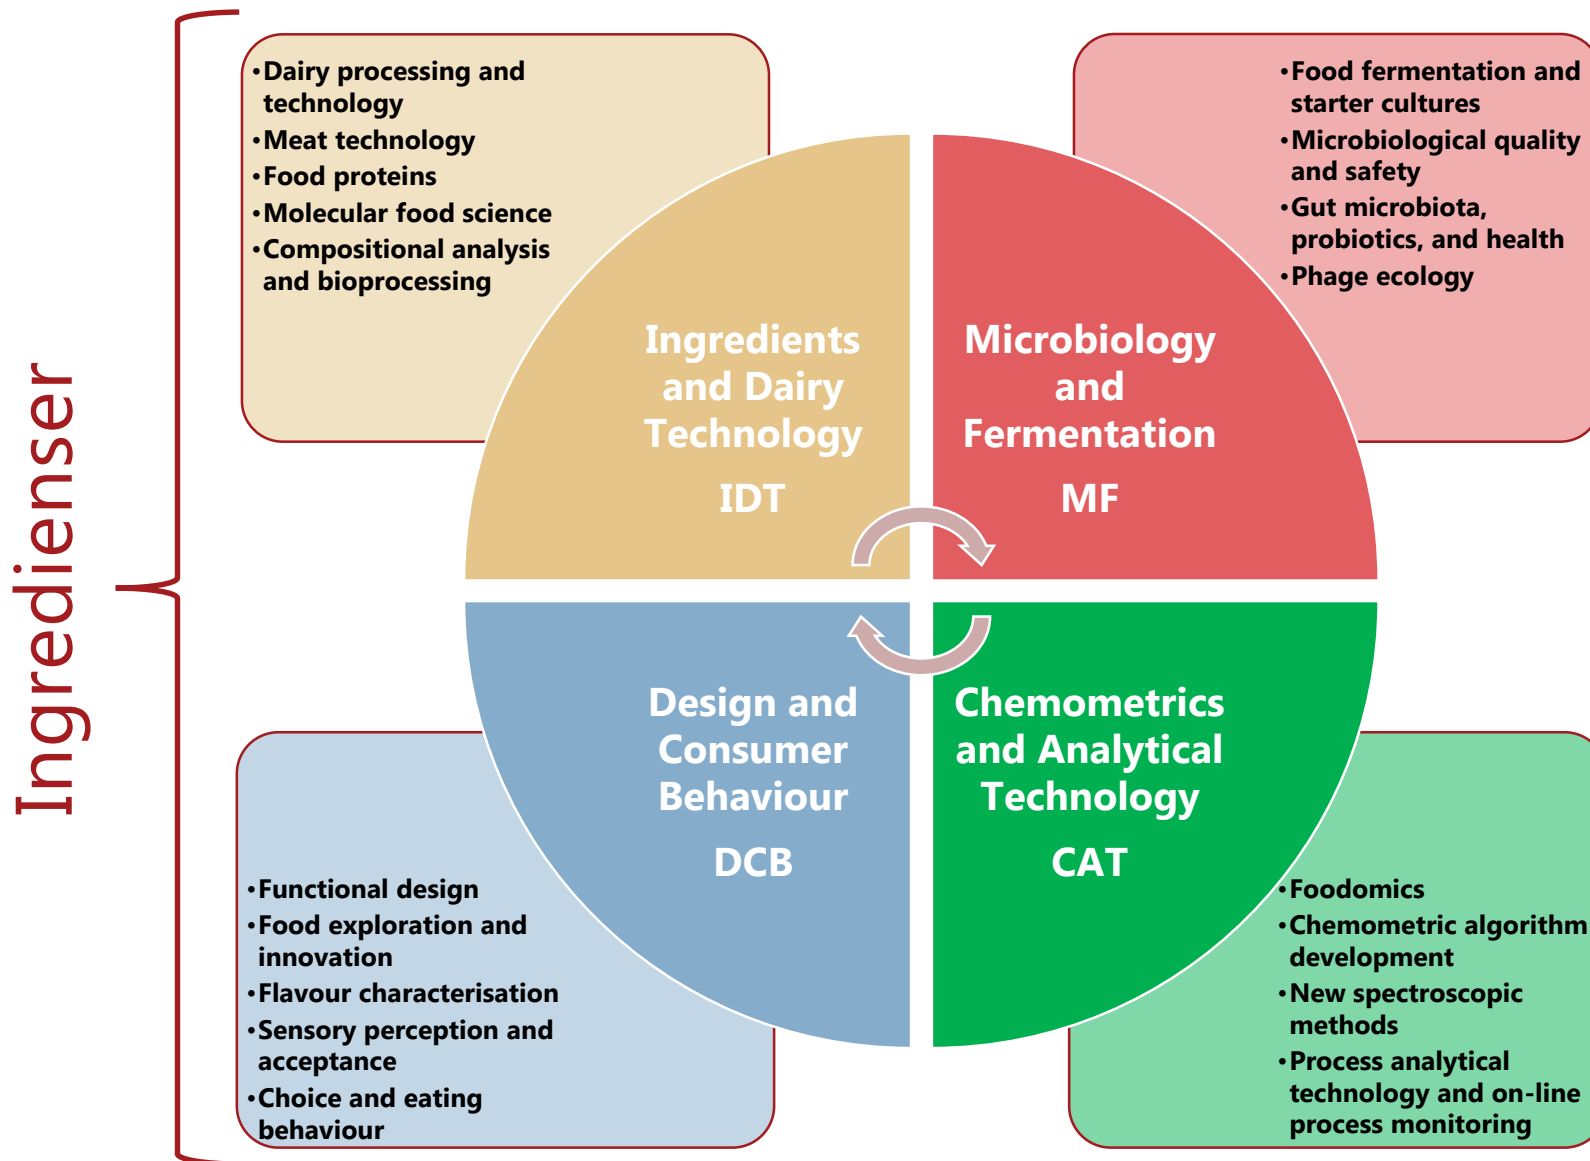 Ingredienser
•Dairy processing and
technology
•Meat technology
•Food proteins
•Molecular food science
•Compositional analysis
and bioprocessing
•Food fermentation and
starter cultures
•Microbiological quality
and safety
•Gut microbiota,
probiotics, and health
•Phage ecology
Ingredients
and Dairy
Technology
IDT
Microbiology
and
Fermentation
MF
Design and
Consumer
Behaviour
DCB
Chemometrics
and Analytical
Technology
CAT
•Functional design
•Food exploration and
innovation
•Flavour characterisation
•Sensory perception and
acceptance
•Choice and eating
behaviour
•Foodomics
•Chemometric algorithm
development
•New spectroscopic
methods
•Process analytical
technology and on-line
process monitoring